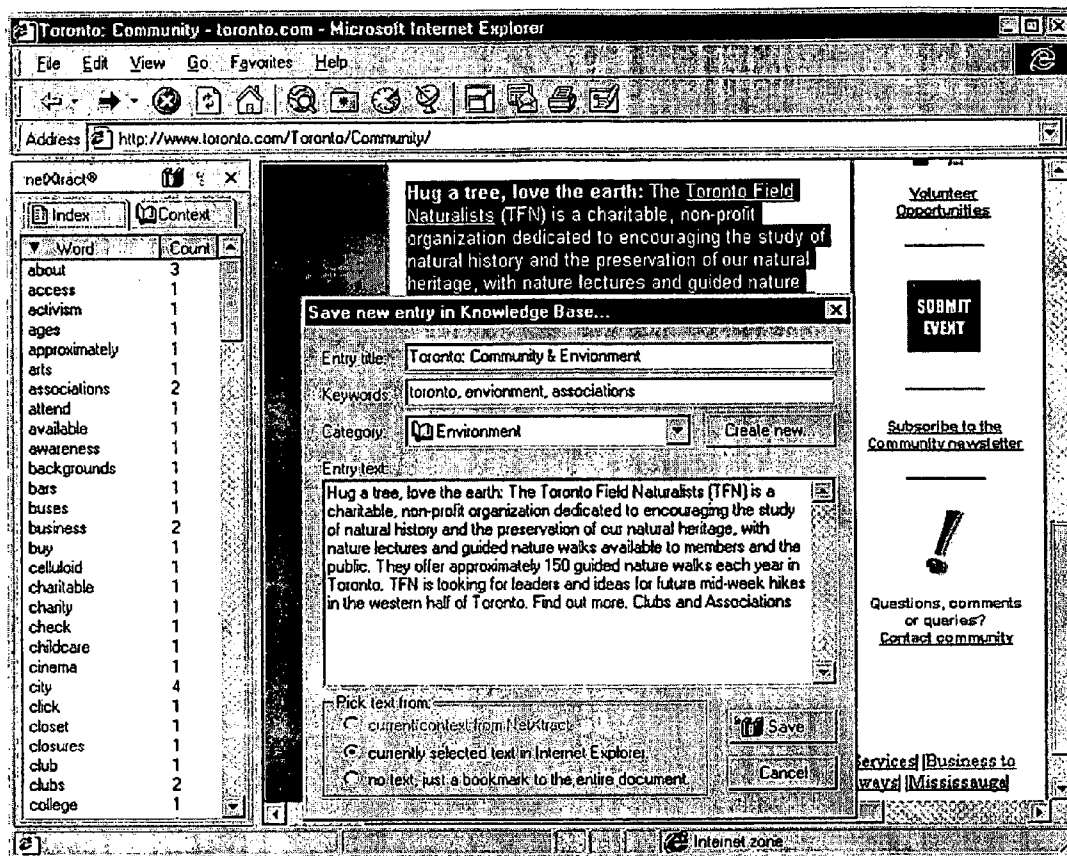 Toronto: Community - toronto.com - Microsoft Internet Explorer
File Edit View Go Favorites Help
Address http://www.toronto.com/Toronto/Community/
netXtract®
Index Context
Word Count
about 3
access 1
activism 1
ages 1
approximately 1
arts 1
associations 2
attend 1
available 1
awareness 1
backgrounds 1
bars 1
buses 1
business 2
buy 1
celluloid 1
charitable 1
charity 1
check 1
childcare 1
cinema 1
city 4
click 1
closet 1
closures 1
club 1
clubs 2
college 1
Hug a tree, love the earth: The Toronto Field
Naturalists (TFN) is a charitable, non-profit
organization dedicated to encouraging the study of
natural history and the preservation of our natural
heritage, with nature lectures and guided nature
Save new entry in Knowledge Base...
Entry title: Toronto: Community & Envionment
Keywords: toronto, envionment, associations
Category: Environment Create new
Entry text:
Hug a tree, love the earth: The Toronto Field Naturalists (TFN) is a
charitable, non-profit organization dedicated to encouraging the study
of natural history and the preservation of our natural heritage, with
nature lectures and guided nature walks available to members and the
public. They offer approximately 150 guided nature walks each year in
Toronto. TFN is looking for leaders and ideas for future mid-week hikes
in the western half of Toronto. Find out more. Clubs and Associations
Pick text from:
current context from NetXtract
currently selected text in Internet Explorer
no text, just a bookmark to the entire document
Save
Cancel
Volunteer
Opportunities
SUBMIT
EVENT
Subscribe to the
Community newsletter
Questions, comments
or queries?
Contact community
Services| |Business to
ways| |Mississauga|
Internet zone